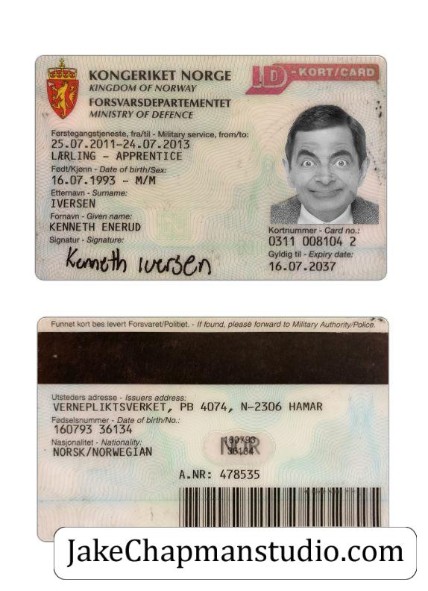 KONGERIKET NORGE
KINGDOM OF NORWAY
FORSVARSDEPARTEMENTET
MINISTRY OF DEFENCE
ID-KORT/CARD
Førstegangstjeneste, fra/til - Military service, from/to:
25.07.2011-24.07.2013
LÆRLING - APPRENTICE
Født/Kjønn - Date of birth/Sex:
16.07.1993 - M/M
Etternavn - Surname:
IVERSEN
Fornavn - Given name:
KENNETH ENERUD
Signatur - Signature:
Kenneth Iversen
Kortnummer - Card no.:
0311 008104 2
Gyldig til - Expiry date:
16.07.2037
Funnet kort bes levert Forsvaret/Politiet. - If found, please forward to Military Authority/Police.
Utsteders adresse - Issuers address:
VERNEPLIKTSVERKET, PB 4074, N-2306 HAMAR
Fødselsnummer - Date of birth/No.:
160793 36134
Nasjonalitet - Nationality:
NORSK/NORWEGIAN
NOR
160793
36134
A.NR: 478535
JakeChapmanstudio.com